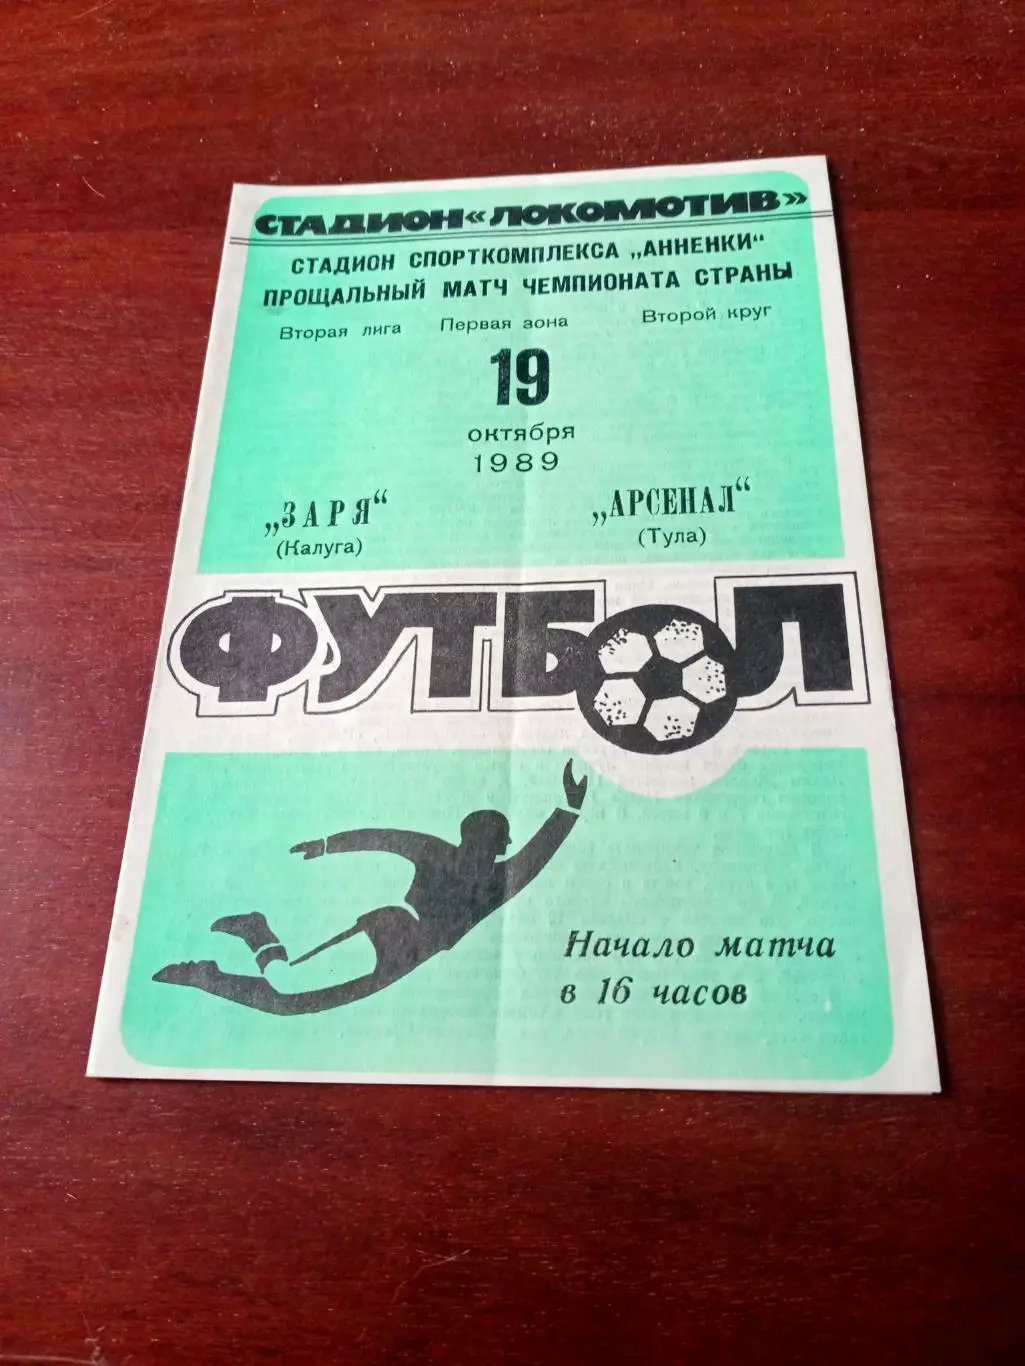 СТАДИОН «ЛОКОМОТИВ»
СТАДИОН СПОРТКОМПЛЕКСА „АННЕНКИ“
ПРОЩАЛЬНЫЙ МАТЧ ЧЕМПИОНАТА СТРАНЫ
Вторая лига Первая зона Второй круг
19
октября
1989
„ЗАРЯ“ „АРСЕНАЛ“
(Калуга) (Тула)
ФУТБОЛ
Начало матча
в 16 часов